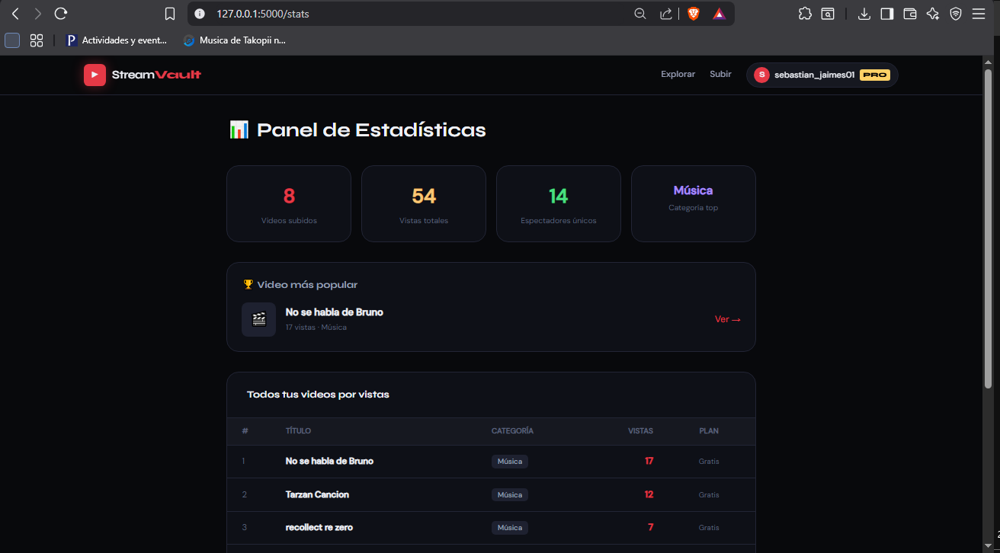 127.0.0.1:5000/stats
Actividades y event...
Musica de Takopii n...
StreamVault
Explorar
Subir
S
sebastian_jaimes01
PRO
Panel de Estadísticas
8
Videos subidos
54
Vistas totales
14
Espectadores únicos
Música
Categoría top
Video más popular
No se habla de Bruno
17 vistas · Música
Ver →
Todos tus videos por vistas
# TÍTULO CATEGORÍA VISTAS PLAN
1 No se habla de Bruno Música 17 Gratis
2 Tarzan Cancion Música 12 Gratis
3 recollect re zero Música 7 Gratis